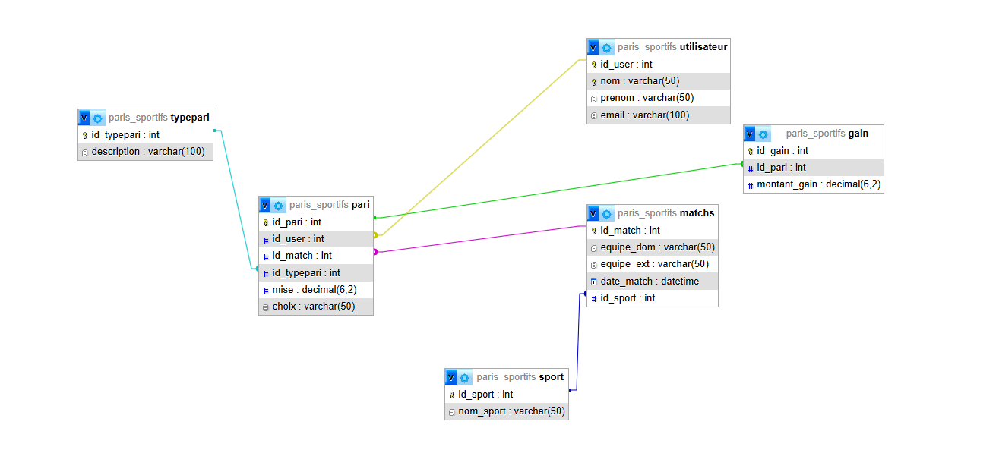 V paris_sportifs typepari
id_typepari : int
description : varchar(100)
V paris_sportifs pari
id_pari : int
# id_user : int
# id_match : int
# id_typepari : int
# mise : decimal(6,2)
choix : varchar(50)
V paris_sportifs utilisateur
id_user : int
nom : varchar(50)
prenom : varchar(50)
email : varchar(100)
V paris_sportifs gain
id_gain : int
# id_pari : int
# montant_gain : decimal(6,2)
V paris_sportifs matchs
id_match : int
equipe_dom : varchar(50)
equipe_ext : varchar(50)
date_match : datetime
# id_sport : int
V paris_sportifs sport
id_sport : int
nom_sport : varchar(50)